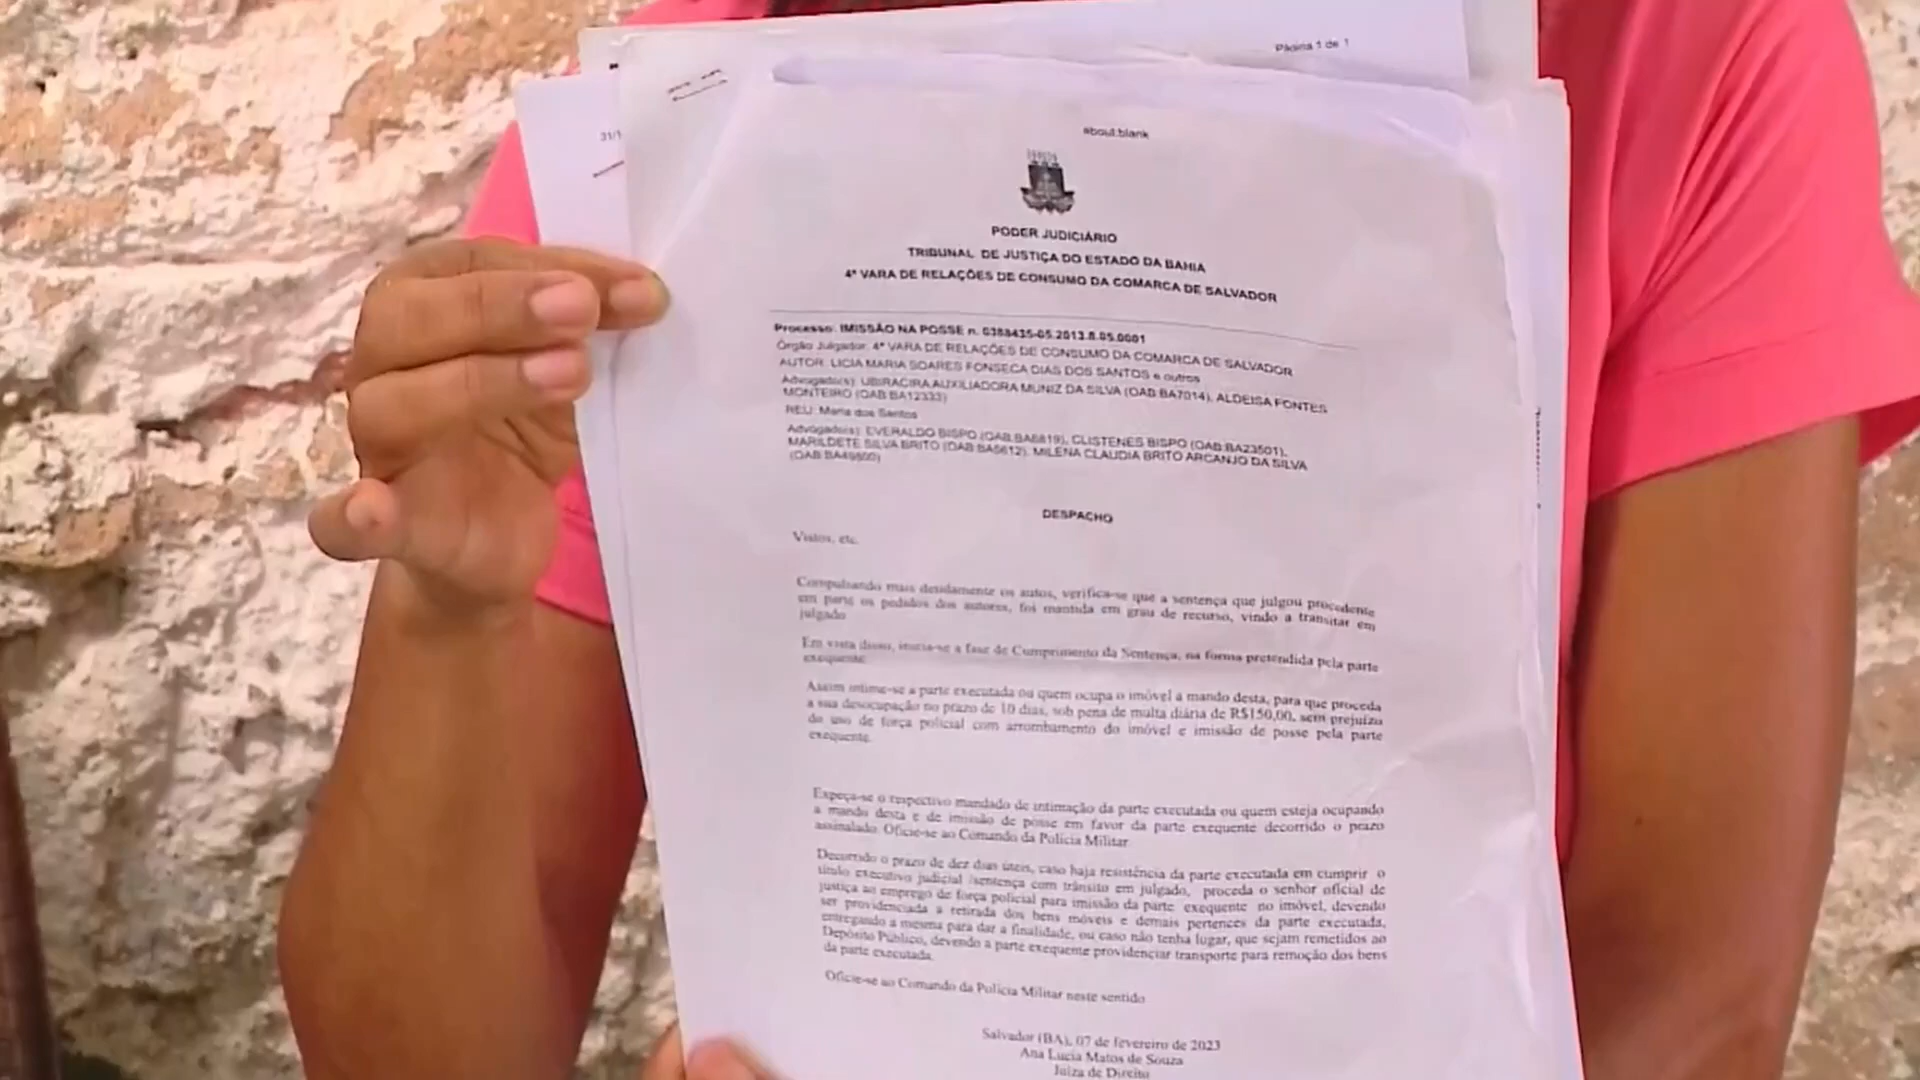 Página 1 de 1
31/1
about:blank
PODER JUDICIÁRIO
TRIBUNAL DE JUSTIÇA DO ESTADO DA BAHIA
4ª VARA DE RELAÇÕES DE CONSUMO DA COMARCA DE SALVADOR
Processo: IMISSÃO NA POSSE n. 0388435-05.2013.8.05.0001
Órgão Julgador: 4ª VARA DE RELAÇÕES DE CONSUMO DA COMARCA DE SALVADOR
AUTOR: LICIA MARIA SOARES FONSECA DIAS DOS SANTOS e outros
Advogado(s): UBIRACIRA AUXILIADORA MUNIZ DA SILVA (OAB:BA7014), ALDEISA FONTES
MONTEIRO (OAB:BA12333)
REU: Maria dos Santos
Advogado(s): EVERALDO BISPO (OAB:BA6819), CLISTENES BISPO (OAB:BA23501),
MARILDETE SILVA BRITO (OAB:BA5612), MILENA CLAUDIA BRITO ARCANJO DA SILVA
(OAB:BA49800)
DESPACHO
Vistos, etc.
Compulsando mais detidamente os autos, verifica-se que a sentença que julgou procedente
em parte os pedidos dos autores, foi mantida em grau de recurso, vindo a transitar em
julgado
Em vista disso, inicia-se a fase de Cumprimento da Sentença, na forma pretendida pela parte
exequente.
Assim intime-se a parte executada ou quem ocupa o imóvel a mando desta, para que proceda
a sua desocupação no prazo de 10 dias, sob pena de multa diária de R$150,00, sem prejuízo
do uso de força policial com arrombamento do imóvel e imissão de posse pela parte
exequente.
Expeça-se o respectivo mandado de intimação da parte executada ou quem esteja ocupando
a mando desta e de imissão de posse em favor da parte exequente decorrido o prazo
assinalado. Oficie-se ao Comando da Polícia Militar.
Decorrido o prazo de dez dias úteis, caso haja resistência da parte executada em cumprir o
título executivo judicial /sentença com trânsito em julgado, proceda o senhor oficial de
justiça ao emprego de força policial para imissão da parte exequente no imóvel, devendo
ser providenciada a retirada dos bens móveis e demais pertences da parte executada,
entregando a mesma para dar a finalidade, ou caso não tenha lugar, que sejam remetidos ao
Depósito Público, devendo a parte exequente providenciar transporte para remoção dos bens
da parte executada.
Oficie-se ao Comando da Polícia Militar neste sentido
Salvador (BA), 07 de fevereiro de 2023
Ana Lucia Matos de Souza
Juíza de Direito